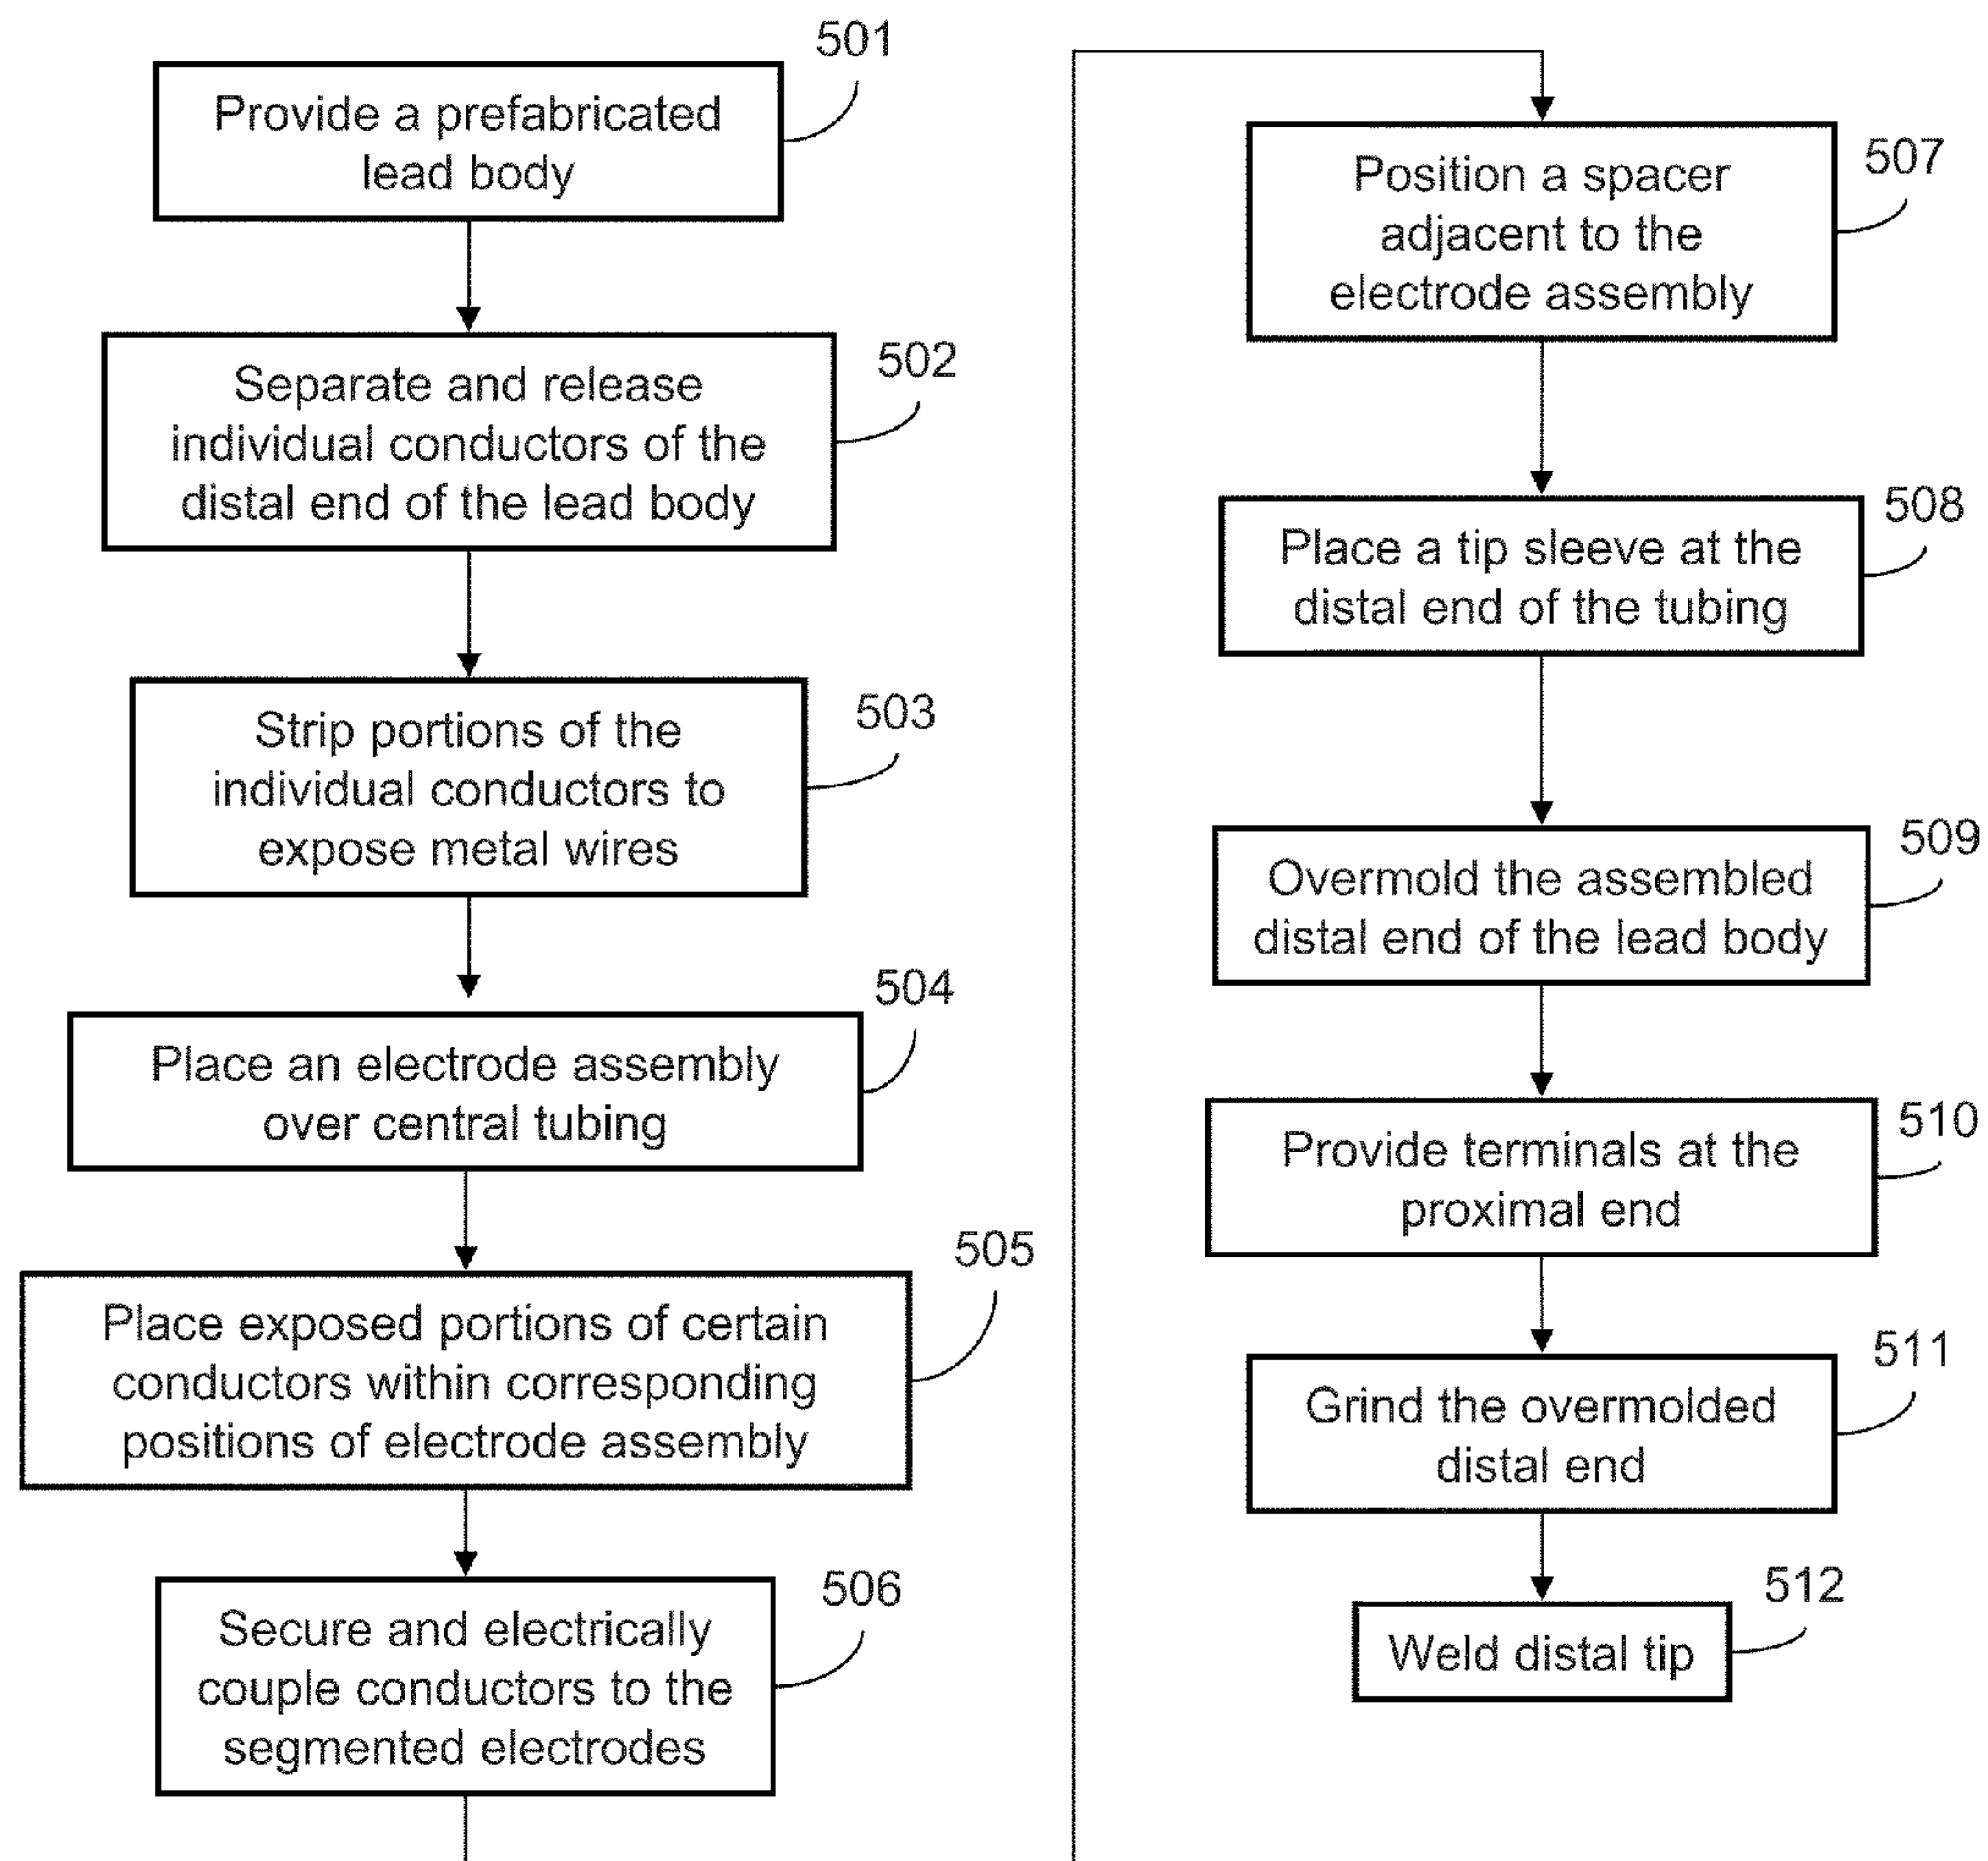 501
Provide a prefabricated
lead body
502
Separate and release
individual conductors of the
distal end of the lead body
503
Strip portions of the
individual conductors to
expose metal wires
504
Place an electrode assembly
over central tubing
505
Place exposed portions of certain
conductors within corresponding
positions of electrode assembly
506
Secure and electrically
couple conductors to the
segmented electrodes
507
Position a spacer
adjacent to the
electrode assembly
508
Place a tip sleeve at the
distal end of the tubing
509
Overmold the assembled
distal end of the lead body
510
Provide terminals at the
proximal end
511
Grind the overmolded
distal end
512
Weld distal tip